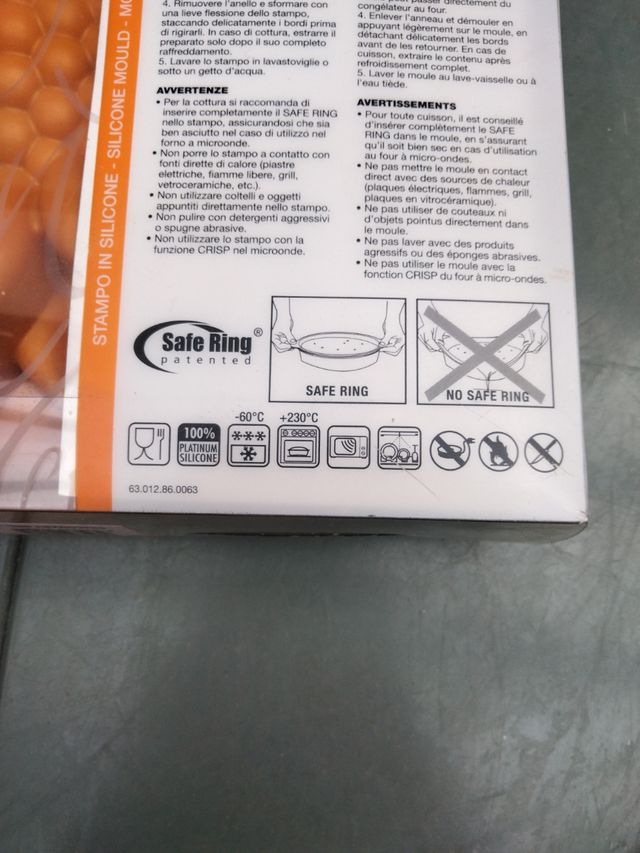 STAMPO IN SILICONE - SILICONE MOULD - MO
4. Rimuovere l'anello e sformare con
una lieve flessione dello stampo,
staccando delicatamente i bordi prima
di rigirarli. In caso di cottura, estrarre il
preparato solo dopo il suo completo
raffreddamento.
5. Lavare lo stampo in lavastoviglie o
sotto un getto d'acqua.
AVVERTENZE
• Per la cottura si raccomanda di
inserire completamente il SAFE RING
nello stampo, assicurandosi che sia
ben asciutto nel caso di utilizzo nel
forno a microonde.
• Non porre lo stampo a contatto con
fonti dirette di calore (piastre
elettriche, fiamme libere, grill,
vetroceramiche, etc.).
• Non utilizzare coltelli e oggetti
appuntiti direttamente nello stampo.
• Non pulire con detergenti aggressivi
o spugne abrasive.
• Non utilizzare lo stampo con la
funzione CRISP nel microonde.
passer directement du
congélateur au four.
4. Enlever l'anneau et démouler en
appuyant légèrement sur le moule, en
détachant délicatement les bords
avant de les retourner. En cas de
cuisson, extraire le contenu après
refroidissement complet.
5. Laver le moule au lave-vaisselle ou à
l'eau tiède.
AVERTISSEMENTS
• Pour toute cuisson, il est conseillé
d'insérer complètement le SAFE
RING dans le moule, en s'assurant
qu'il soit bien sec en cas d'utilisation
au four à micro-ondes.
• Ne pas mettre le moule en contact
direct avec des sources de chaleur
(plaques électriques, flammes, grill,
plaques en vitrocéramique).
• Ne pas utiliser de couteaux ni
d'objets pointus directement dans
le moule.
• Ne pas laver avec des produits
agressifs ou des éponges abrasives.
• Ne pas utiliser le moule avec la
fonction CRISP du four à micro-ondes.
Safe Ring®
patented
SAFE RING
NO SAFE RING
-60°C +230°C
100%
PLATINUM
SILICONE
63.012.86.0063